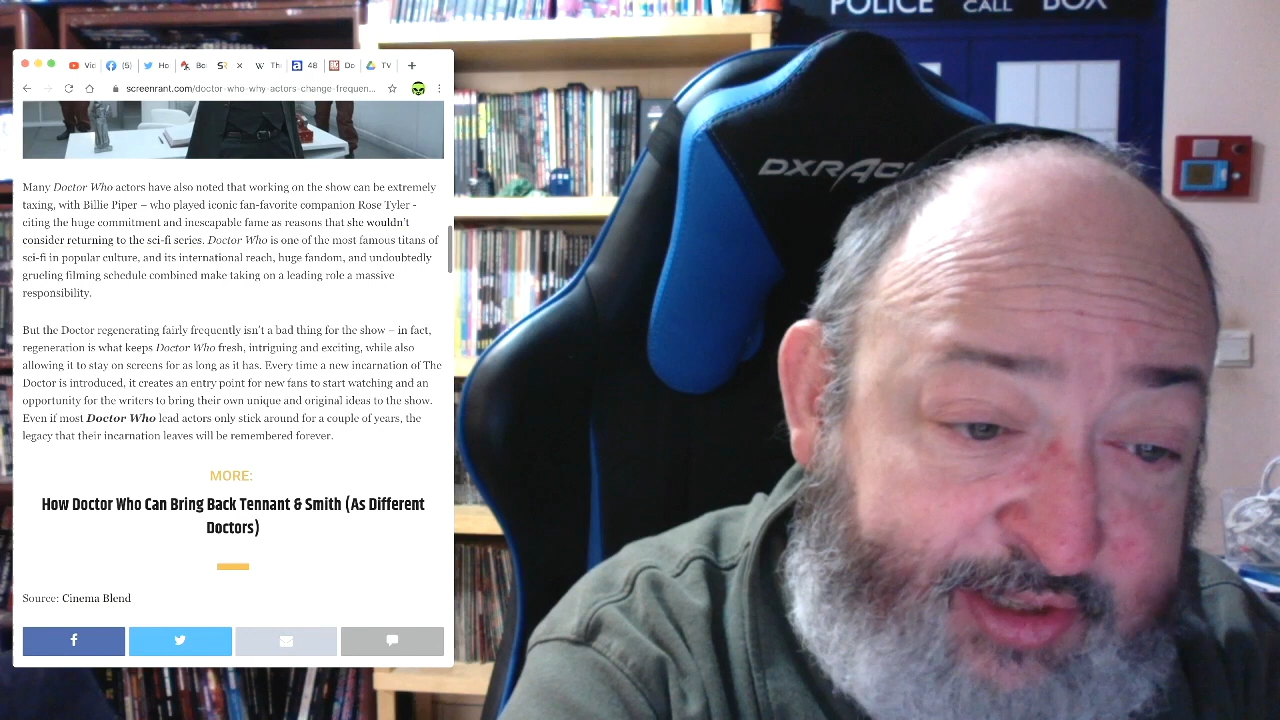 POLICE CALL BOX
Vic
(5)
Ho
Bo
SR
Th
48
Do
TV
screenrant.com/doctor-who-why-actors-change-frequen...
DXRAC
Many Doctor Who actors have also noted that working on the show can be extremely
taxing, with Billie Piper – who played iconic fan-favorite companion Rose Tyler -
citing the huge commitment and inescapable fame as reasons that she wouldn't
consider returning to the sci-fi series. Doctor Who is one of the most famous titans of
sci-fi in popular culture, and its international reach, huge fandom, and undoubtedly
grueling filming schedule combined make taking on a leading role a massive
responsibility.
But the Doctor regenerating fairly frequently isn't a bad thing for the show – in fact,
regeneration is what keeps Doctor Who fresh, intriguing and exciting, while also
allowing it to stay on screens for as long as it has. Every time a new incarnation of The
Doctor is introduced, it creates an entry point for new fans to start watching and an
opportunity for the writers to bring their own unique and original ideas to the show.
Even if most Doctor Who lead actors only stick around for a couple of years, the
legacy that their incarnation leaves will be remembered forever.
MORE:
How Doctor Who Can Bring Back Tennant & Smith (As Different
Doctors)
Source: Cinema Blend